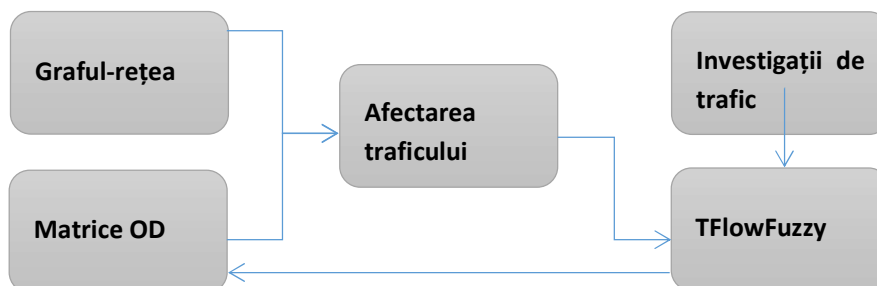 Graful-rețea
Investigații de
trafic
Afectarea
traficului
Matrice OD
TFlowFuzzy